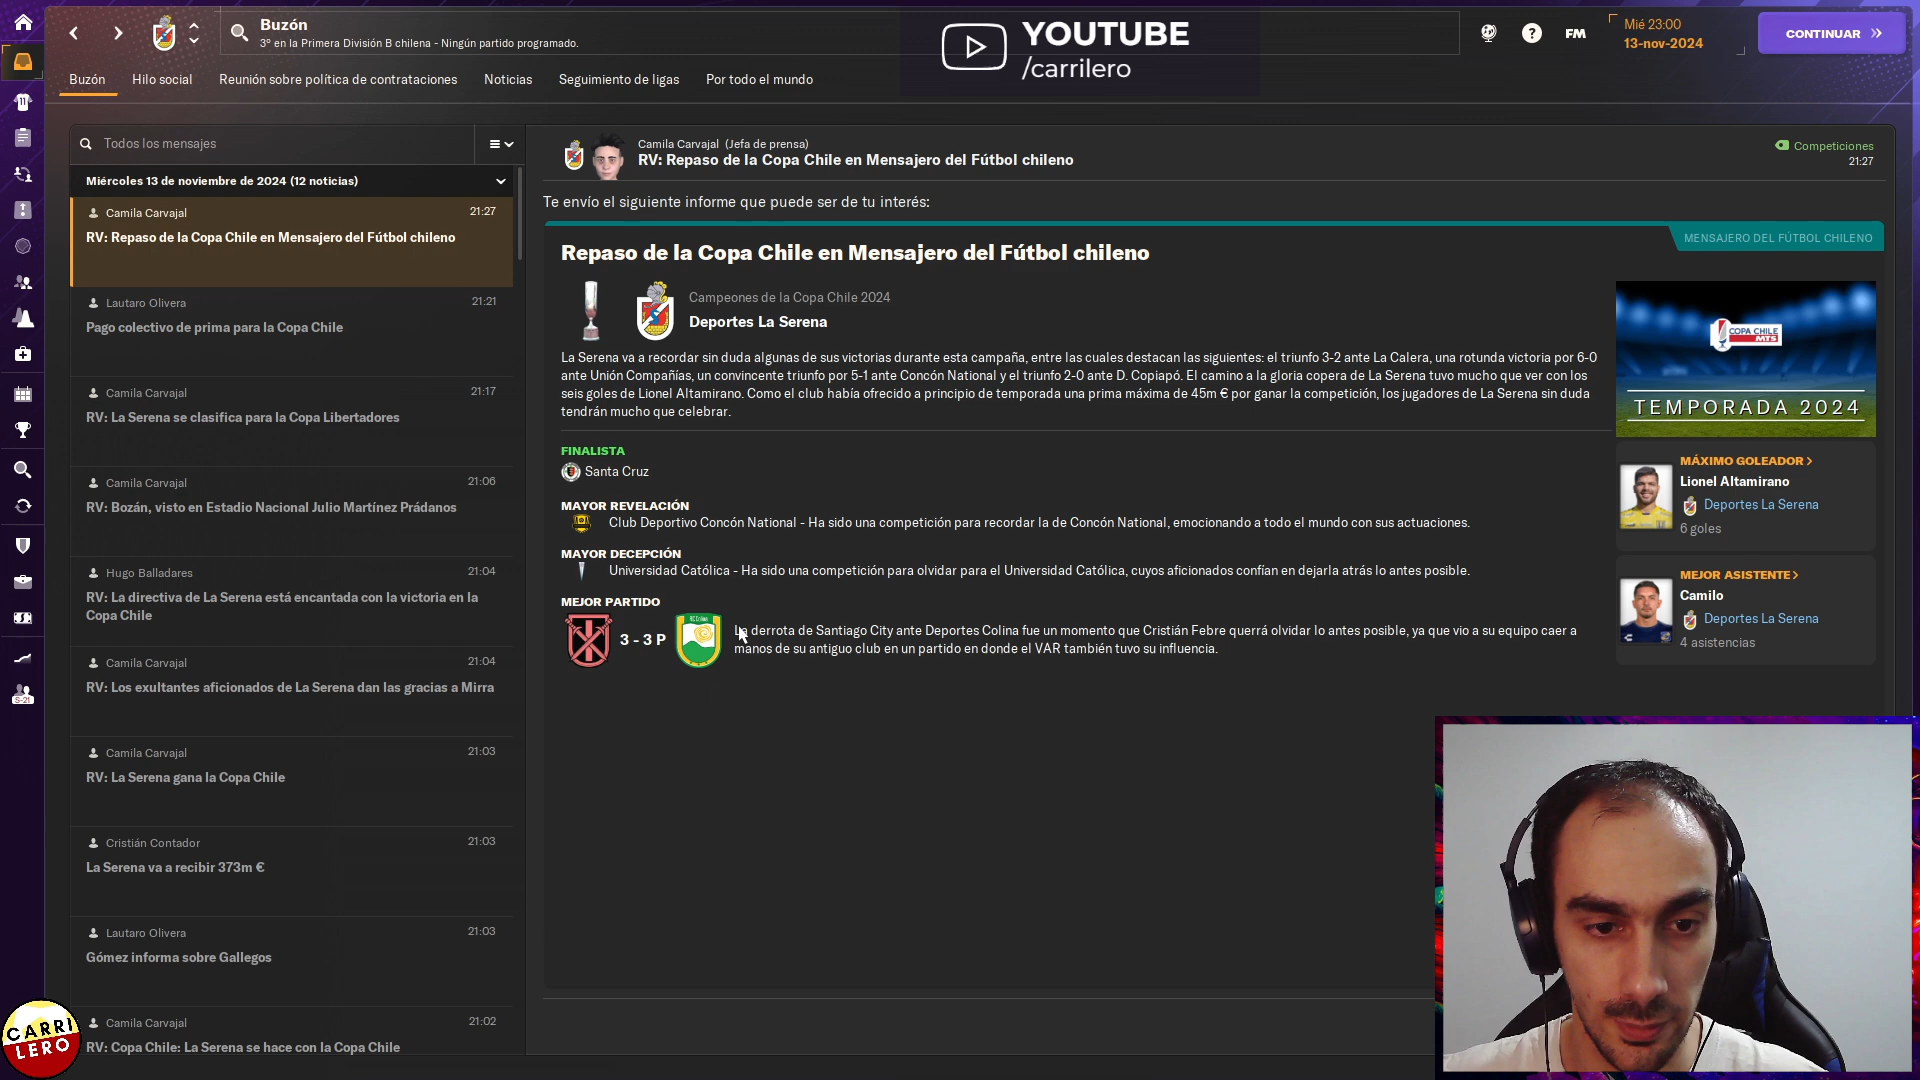 Buzón
3º en la Primera División B chilena - Ningún partido programado.
YOUTUBE
/carrilero
FM
Mié 23:00
13-nov-2024
CONTINUAR
Buzón
Hilo social
Reunión sobre política de contrataciones
Noticias
Seguimiento de ligas
Por todo el mundo
Todos los mensajes
Miércoles 13 de noviembre de 2024 (12 noticias)
Camila Carvajal
21:27
RV: Repaso de la Copa Chile en Mensajero del Fútbol chileno
Lautaro Olivera
21:21
Pago colectivo de prima para la Copa Chile
Camila Carvajal
21:17
RV: La Serena se clasifica para la Copa Libertadores
Camila Carvajal
21:06
RV: Bozán, visto en Estadio Nacional Julio Martínez Prádanos
Hugo Balladares
21:04
RV: La directiva de La Serena está encantada con la victoria en la
Copa Chile
Camila Carvajal
21:04
RV: Los exultantes aficionados de La Serena dan las gracias a Mirra
Camila Carvajal
21:03
RV: La Serena gana la Copa Chile
Cristián Contador
21:03
La Serena va a recibir 373m €
Lautaro Olivera
21:03
Gómez informa sobre Gallegos
Camila Carvajal
21:02
RV: Copa Chile: La Serena se hace con la Copa Chile
Camila Carvajal (Jefa de prensa)
RV: Repaso de la Copa Chile en Mensajero del Fútbol chileno
Competiciones
21:27
Te envío el siguiente informe que puede ser de tu interés:
MENSAJERO DEL FÚTBOL CHILENO
Repaso de la Copa Chile en Mensajero del Fútbol chileno
Campeones de la Copa Chile 2024
Deportes La Serena
La Serena va a recordar sin duda algunas de sus victorias durante esta campaña, entre las cuales destacan las siguientes: el triunfo 3-2 ante La Calera, una rotunda victoria por 6-0
ante Unión Compañías, un convincente triunfo por 5-1 ante Concón National y el triunfo 2-0 ante D. Copiapó. El camino a la gloria copera de La Serena tuvo mucho que ver con los
seis goles de Lionel Altamirano. Como el club había ofrecido a principio de temporada una prima máxima de 45m € por ganar la competición, los jugadores de La Serena sin duda
tendrán mucho que celebrar.
FINALISTA
Santa Cruz
MAYOR REVELACIÓN
Club Deportivo Concón National - Ha sido una competición para recordar la de Concón National, emocionando a todo el mundo con sus actuaciones.
MAYOR DECEPCIÓN
Universidad Católica - Ha sido una competición para olvidar para el Universidad Católica, cuyos aficionados confían en dejarla atrás lo antes posible.
MEJOR PARTIDO
3 - 3 P
La derrota de Santiago City ante Deportes Colina fue un momento que Cristián Febre querrá olvidar lo antes posible, ya que vio a su equipo caer a
manos de su antiguo club en un partido en donde el VAR también tuvo su influencia.
COPA CHILE
MTS
TEMPORADA 2024
MÁXIMO GOLEADOR >
Lionel Altamirano
Deportes La Serena
6 goles
MEJOR ASISTENTE >
Camilo
Deportes La Serena
4 asistencias
11
S-21
CARRI
LERO